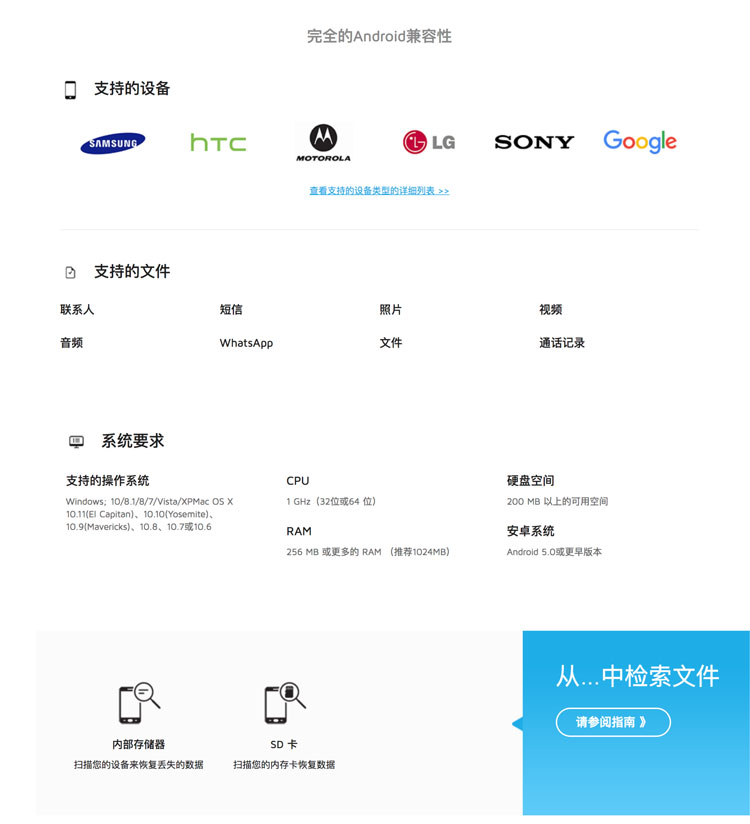 完全的Android兼容性
支持的设备
SAMSUNG
hTC
MOTOROLA
LG
LG
SONY
Google
查看支持的设备类型的详细列表 >>
支持的文件
联系人
短信
照片
视频
音频
WhatsApp
文件
通话记录
系统要求
支持的操作系统
Windows; 10/8.1/8/7/Vista/XPMac OS X
10.11(El Capitan)、10.10(Yosemite)、
10.9(Mavericks)、10.8、10.7或10.6
CPU
1 GHz（32位或64 位）
RAM
256 MB 或更多的 RAM （推荐1024MB）
硬盘空间
200 MB 以上的可用空间
安卓系统
Android 5.0或更早版本
内部存储器
扫描您的设备来恢复丢失的数据
SD 卡
扫描您的内存卡恢复数据
从...中检索文件
请参阅指南 》